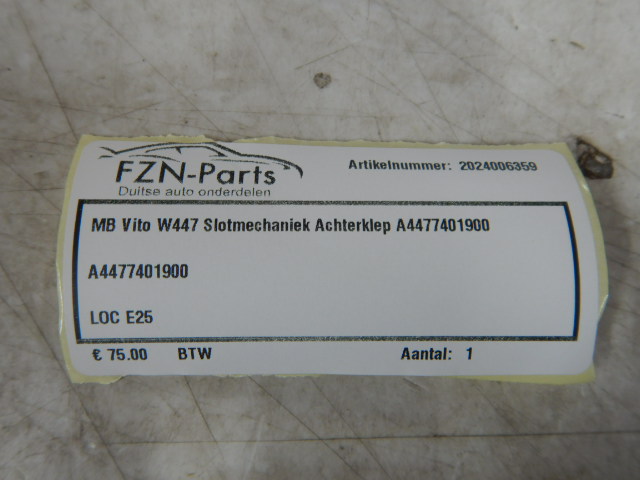 FZN-Parts
Duitse auto onderdelen
Artikelnummer: 2024006359
MB Vito W447 Slotmechaniek Achterklep A4477401900
A4477401900
LOC E25
€ 75.00 BTW Aantal: 1